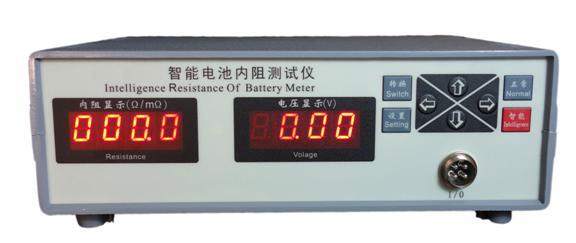 智能电池内阻测试仪
Intelligence Resistance Of Battery Meter
内阻显示(Ω/mΩ)
000.0
Resistance
电压显示(V)
0.00
Volage
转换
Switch
正常
Normal
设置
Setting
智能
Intelligences
I/0